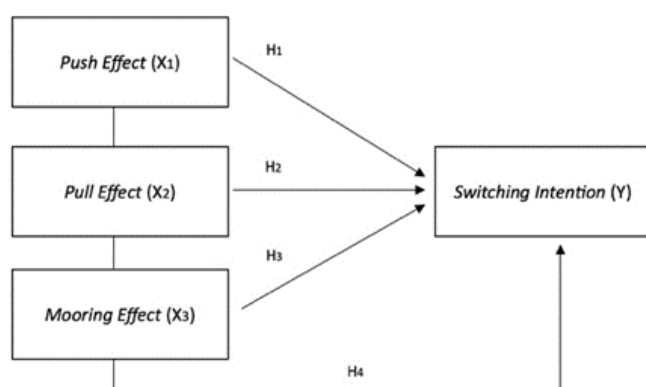 Push Effect (X1)
H1
Pull Effect (X2)
H2
Switching Intention (Y)
H3
Mooring Effect (X3)
H4